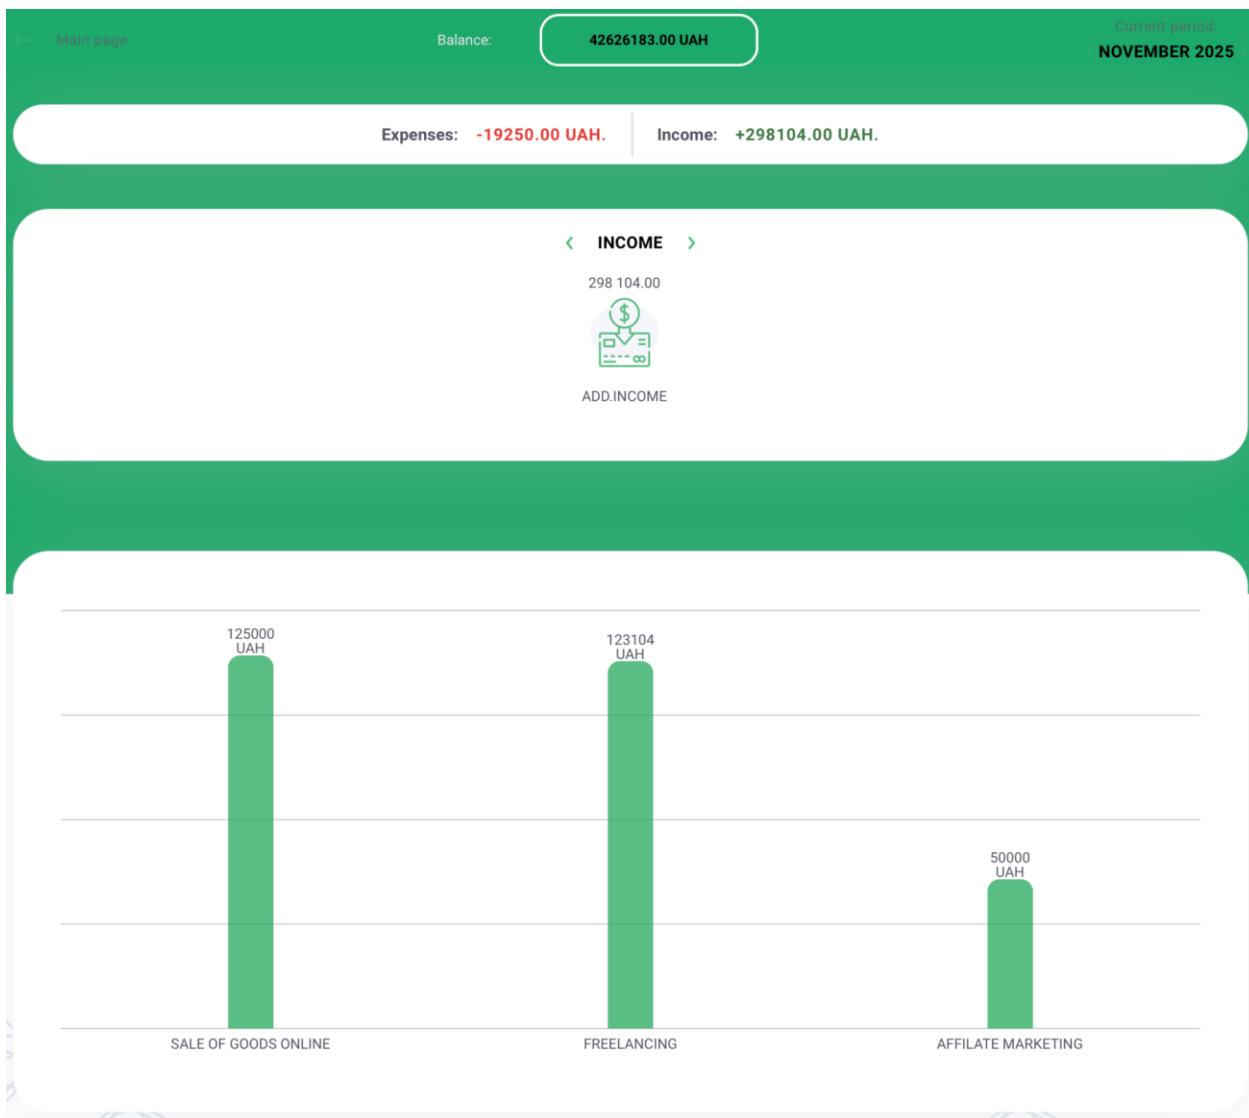 Main page
Balance:
42626183.00 UAH
Current period:
NOVEMBER 2025
Expenses: -19250.00 UAH.
Income: +298104.00 UAH.
INCOME
298 104.00
$
ADD.INCOME
125000
UAH
123104
UAH
50000
UAH
SALE OF GOODS ONLINE
FREELANCING
AFFILATE MARKETING